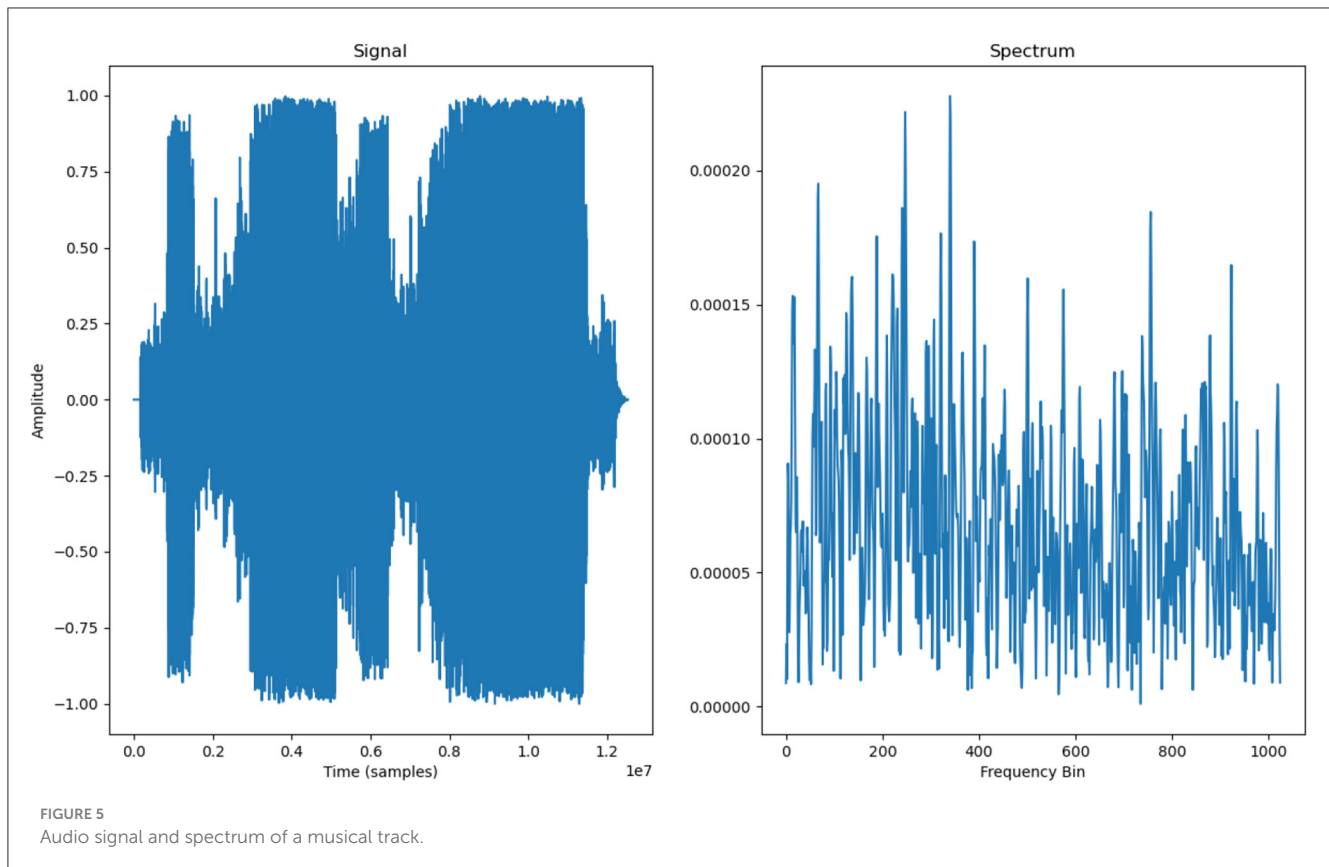 Signal
1.00
0.75
0.50
0.25
0.00
−0.25
−0.50
−0.75
−1.00
Amplitude
0.0 0.2 0.4 0.6 0.8 1.0 1.2
Time (samples)
1e7
Spectrum
0.00020
0.00015
0.00010
0.00005
0.00000
0 200 400 600 800 1000
Frequency Bin
FIGURE 5
Audio signal and spectrum of a musical track.